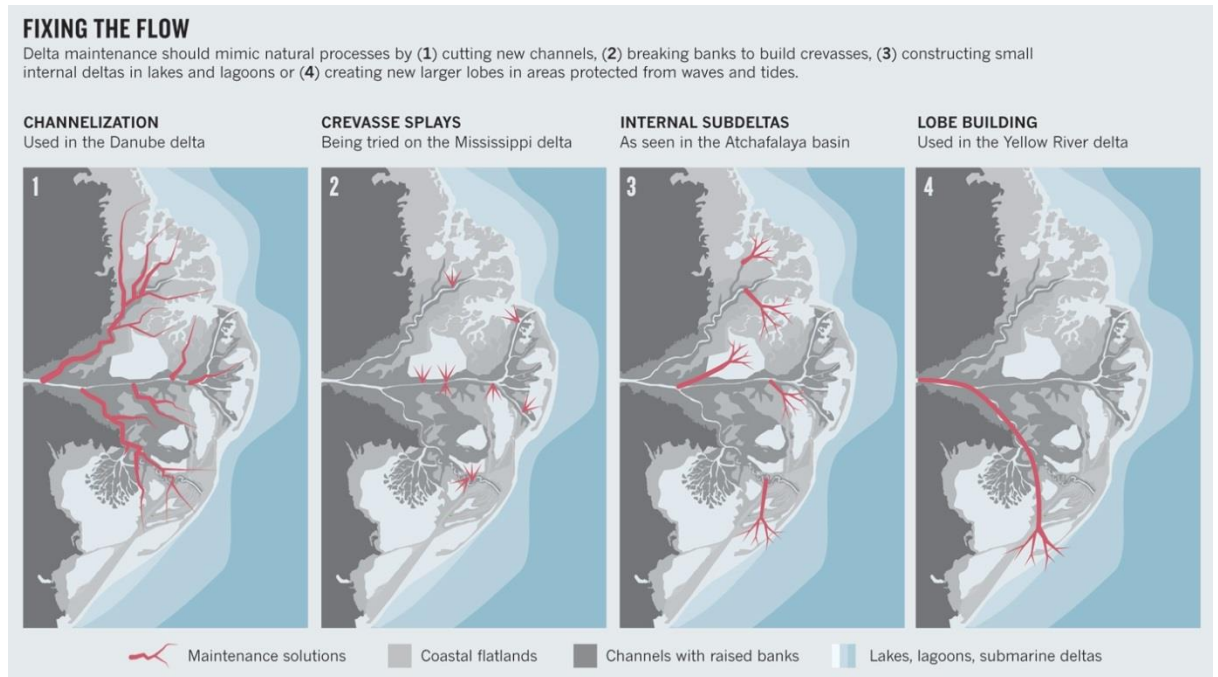 FIXING THE FLOW
Delta maintenance should mimic natural processes by (1) cutting new channels, (2) breaking banks to build crevasses, (3) constructing small
internal deltas in lakes and lagoons or (4) creating new larger lobes in areas protected from waves and tides.
CHANNELIZATION
Used in the Danube delta
CREVASSE SPLAYS
Being tried on the Mississippi delta
INTERNAL SUBDELTAS
As seen in the Atchafalaya basin
LOBE BUILDING
Used in the Yellow River delta
1
2
3
4
Maintenance solutions
Coastal flatlands
Channels with raised banks
Lakes, lagoons, submarine deltas